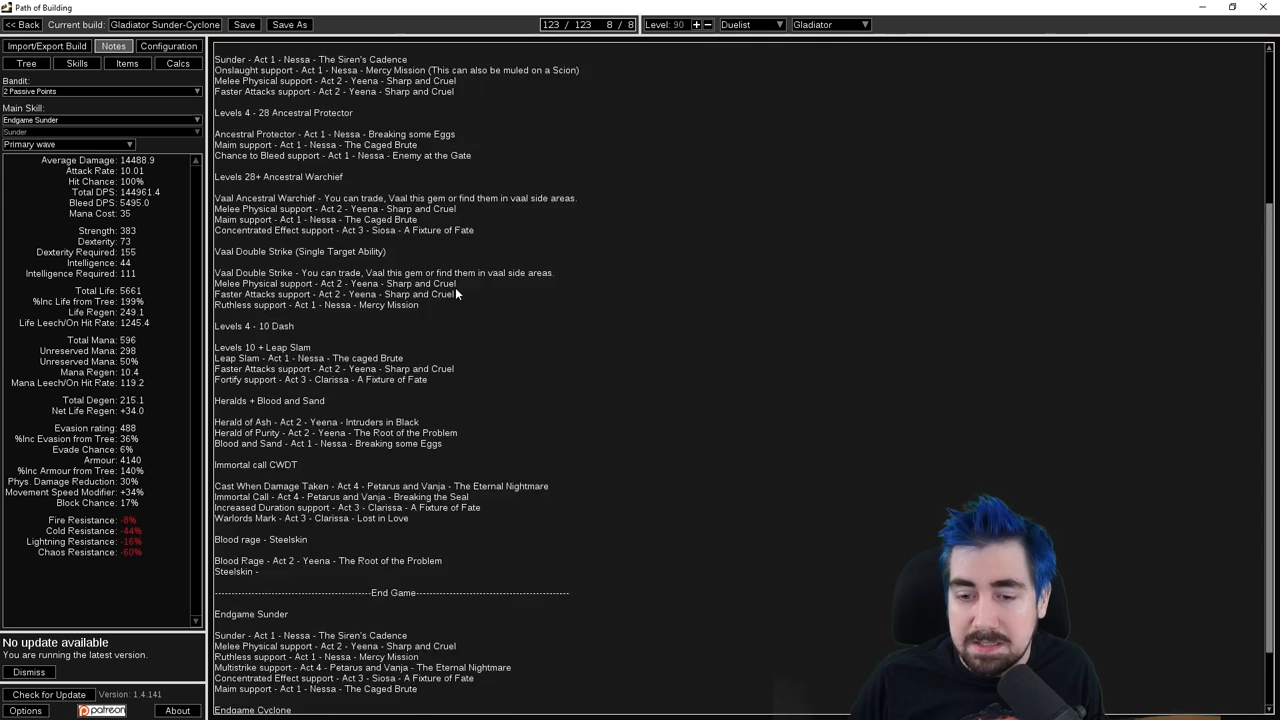 Path of Building
<< Back
Current build: Gladiator Sunder-Cyclone
Save
Save As
123 / 123 8 / 8
Level: 90
+
Duelist
Gladiator
Import/Export Build
Notes
Configuration
Tree
Skills
Items
Calcs
Bandit:
2 Passive Points
Main Skill:
Endgame Sunder
Sunder
Primary wave
Average Damage: 14488.9
Attack Rate: 10.01
Hit Chance: 100%
Total DPS: 144961.4
Bleed DPS: 5495.0
Mana Cost: 35
Strength: 383
Dexterity: 73
Dexterity Required: 155
Intelligence: 44
Intelligence Required: 111
Total Life: 5661
%Inc Life from Tree: 199%
Life Regen: 249.1
Life Leech/On Hit Rate: 1245.4
Total Mana: 596
Unreserved Mana: 298
Unreserved Mana: 50%
Mana Regen: 10.4
Mana Leech/On Hit Rate: 119.2
Total Degen: 215.1
Net Life Regen: +34.0
Evasion rating: 488
%Inc Evasion from Tree: 36%
Evade Chance: 6%
Armour: 4140
%Inc Armour from Tree: 140%
Phys. Damage Reduction: 30%
Movement Speed Modifier: +34%
Block Chance: 17%
Fire Resistance: -8%
Cold Resistance: -44%
Lightning Resistance: -16%
Chaos Resistance: -60%
No update available
You are running the latest version.
Dismiss
Check for Update
Version: 1.4.141
Options
patreon
About
Sunder - Act 1 - Nessa - The Siren's Cadence
Onslaught support - Act 1 - Nessa - Mercy Mission (This can also be muled on a Scion)
Melee Physical support - Act 2 - Yeena - Sharp and Cruel
Faster Attacks support - Act 2 - Yeena - Sharp and Cruel
Levels 4 - 28 Ancestral Protector
Ancestral Protector - Act 1 - Nessa - Breaking some Eggs
Maim support - Act 1 - Nessa - The Caged Brute
Chance to Bleed support - Act 1 - Nessa - Enemy at the Gate
Levels 28+ Ancestral Warchief
Vaal Ancestral Warchief - You can trade, Vaal this gem or find them in vaal side areas.
Melee Physical support - Act 2 - Yeena - Sharp and Cruel
Maim support - Act 1 - Nessa - The Caged Brute
Concentrated Effect support - Act 3 - Siosa - A Fixture of Fate
Vaal Double Strike (Single Target Ability)
Vaal Double Strike - You can trade, Vaal this gem or find them in vaal side areas.
Melee Physical support - Act 2 - Yeena - Sharp and Cruel
Faster Attacks support - Act 2 - Yeena - Sharp and Cruel
Ruthless support - Act 1 - Nessa - Mercy Mission
Levels 4 - 10 Dash
Levels 10 + Leap Slam
Leap Slam - Act 1 - Nessa - The caged Brute
Faster Attacks support - Act 2 - Yeena - Sharp and Cruel
Fortify support - Act 3 - Clarissa - A Fixture of Fate
Heralds + Blood and Sand
Herald of Ash - Act 2 - Yeena - Intruders in Black
Herald of Purity - Act 2 - Yeena - The Root of the Problem
Blood and Sand - Act 1 - Nessa - Breaking some Eggs
Immortal call CWDT
Cast When Damage Taken - Act 4 - Petarus and Vanja - The Eternal Nightmare
Immortal Call - Act 4 - Petarus and Vanja - Breaking the Seal
Increased Duration support - Act 3 - Clarissa - A Fixture of Fate
Warlords Mark - Act 3 - Clarissa - Lost in Love
Blood rage - Steelskin
Blood Rage - Act 2 - Yeena - The Root of the Problem
Steelskin -
--------------------------------------------End Game-------------------------------------------
Endgame Sunder
Sunder - Act 1 - Nessa - The Siren's Cadence
Melee Physical support - Act 2 - Yeena - Sharp and Cruel
Ruthless support - Act 1 - Nessa - Mercy Mission
Multistrike support - Act 4 - Petarus and Vanja - The Eternal Nightmare
Concentrated Effect support - Act 3 - Siosa - A Fixture of Fate
Maim support - Act 1 - Nessa - The Caged Brute
Endgame Cyclone